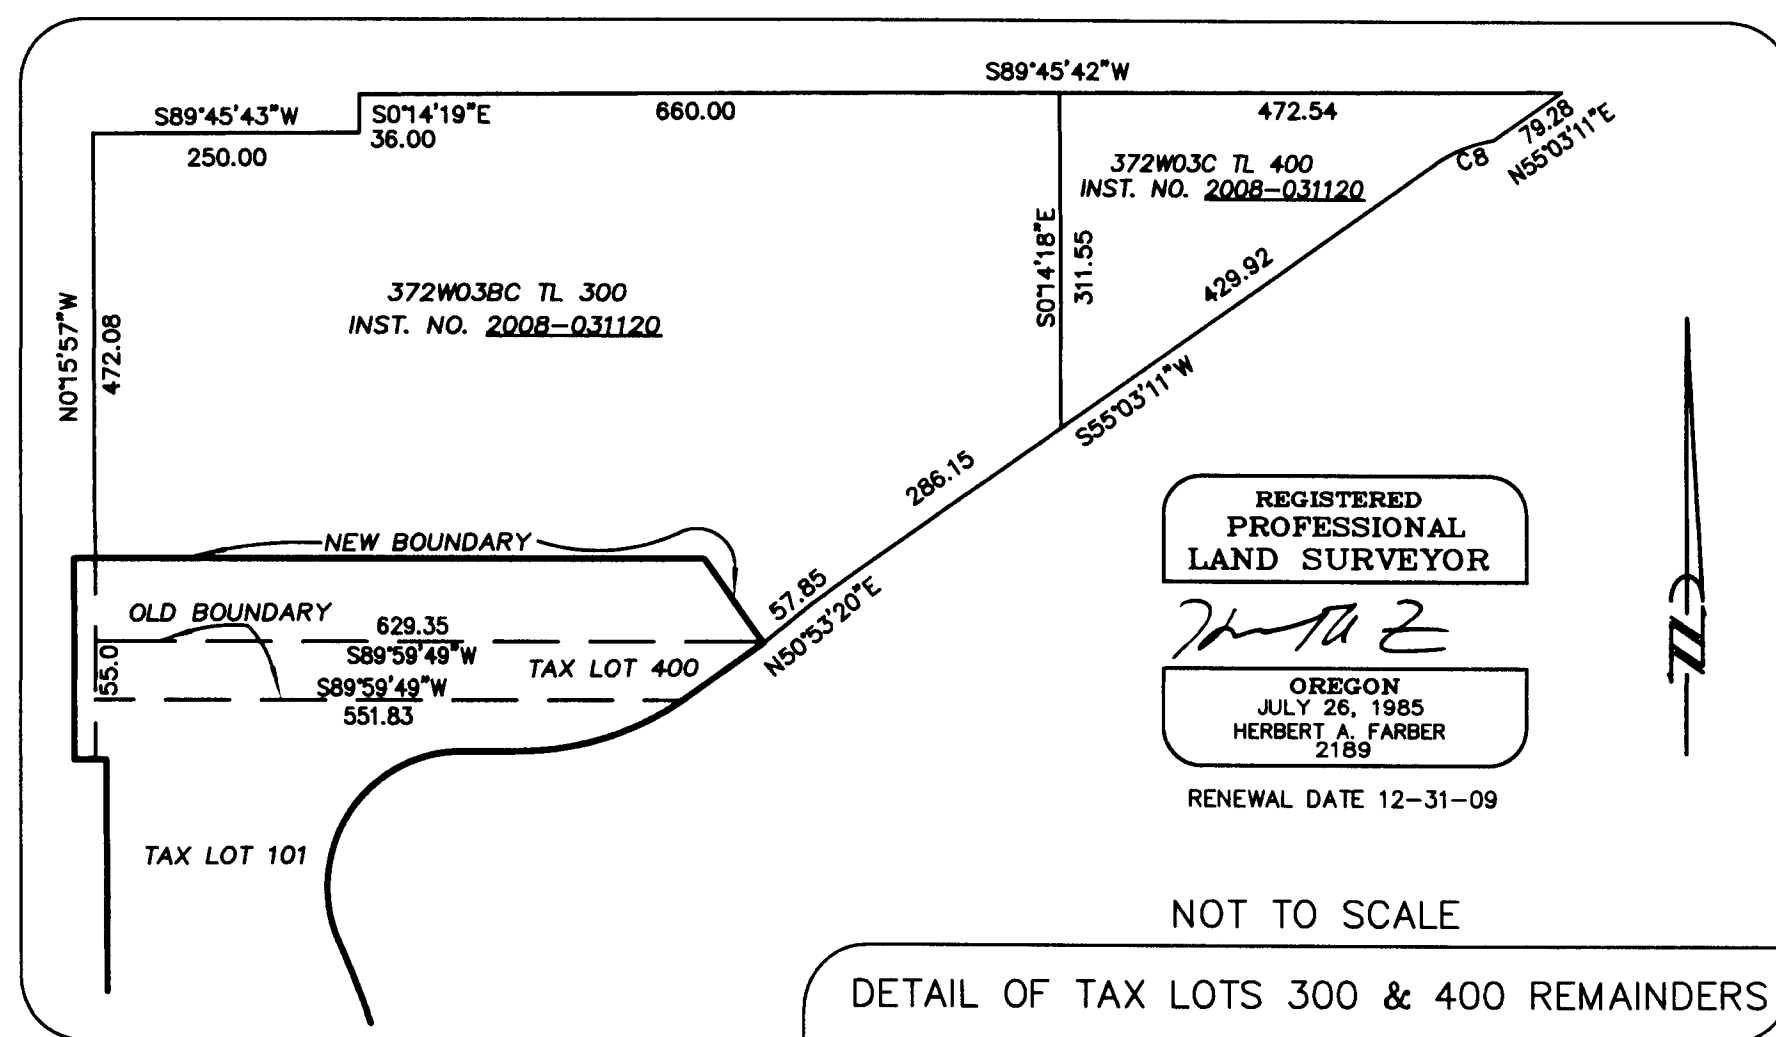 S89°45'42"W
S89°45'43"W
250.00
S0°14'19"E
36.00
660.00
472.54
79.28
N55°03'11"E
C8
372W03C TL 400
INST. NO. 2008-031120
S0°14'18"E
311.55
429.92
S55°03'11"W
N0°15'57"W
472.08
372W03BC TL 300
INST. NO. 2008-031120
286.15
NEW BOUNDARY
57.85
N50°53'20"E
OLD BOUNDARY
629.35
S89°59'49"W
55.0
TAX LOT 400
S89°59'49"W
551.83
TAX LOT 101
REGISTERED
PROFESSIONAL
LAND SURVEYOR
OREGON
JULY 26, 1985
HERBERT A. FARBER
2189
RENEWAL DATE 12-31-09
NOT TO SCALE
DETAIL OF TAX LOTS 300 & 400 REMAINDERS